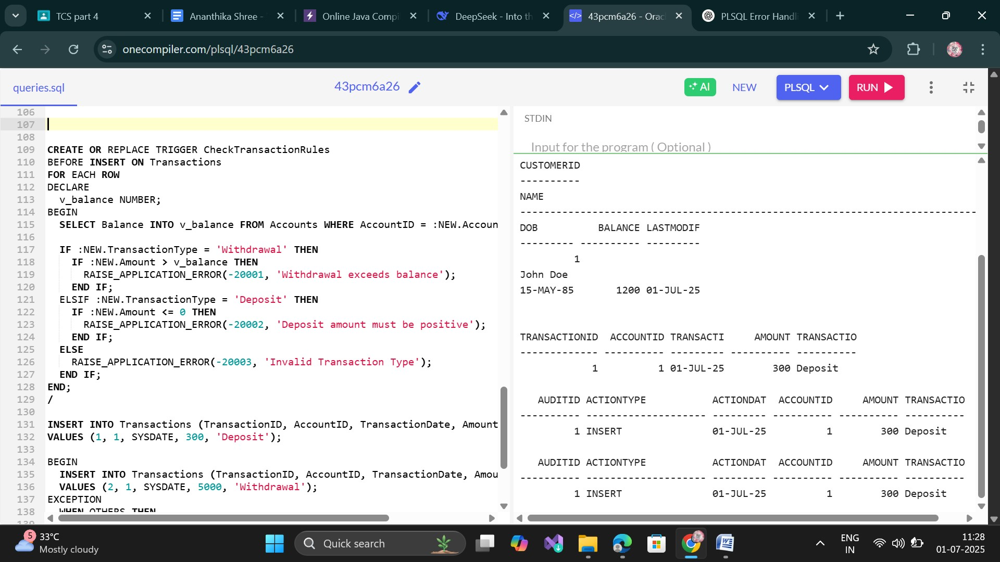 TCS part 4
Ananthika Shree -
Online Java Compi
DeepSeek - Into th
43pcm6a26 - Orac
PLSQL Error Handli
onecompiler.com/plsql/43pcm6a26
queries.sql
43pcm6a26
AI
NEW
PLSQL
RUN
106
107
108
109 CREATE OR REPLACE TRIGGER CheckTransactionRules
110 BEFORE INSERT ON Transactions
111 FOR EACH ROW
112 DECLARE
113 v_balance NUMBER;
114 BEGIN
115 SELECT Balance INTO v_balance FROM Accounts WHERE AccountID = :NEW.Accoun
116
117 IF :NEW.TransactionType = 'Withdrawal' THEN
118 IF :NEW.Amount > v_balance THEN
119 RAISE_APPLICATION_ERROR(-20001, 'Withdrawal exceeds balance');
120 END IF;
121 ELSIF :NEW.TransactionType = 'Deposit' THEN
122 IF :NEW.Amount <= 0 THEN
123 RAISE_APPLICATION_ERROR(-20002, 'Deposit amount must be positive');
124 END IF;
125 ELSE
126 RAISE_APPLICATION_ERROR(-20003, 'Invalid Transaction Type');
127 END IF;
128 END;
129 /
130
131 INSERT INTO Transactions (TransactionID, AccountID, TransactionDate, Amount
132 VALUES (1, 1, SYSDATE, 300, 'Deposit');
133
134 BEGIN
135 INSERT INTO Transactions (TransactionID, AccountID, TransactionDate, Amou
136 VALUES (2, 1, SYSDATE, 5000, 'Withdrawal');
137 EXCEPTION
138 WHEN OTHERS THEN
139
STDIN
Input for the program ( Optional )
CUSTOMERID
----------
NAME
----------------------------------------------------------------------------
DOB BALANCE LASTMODIF
--------- ---------- ---------
1
John Doe
15-MAY-85 1200 01-JUL-25
TRANSACTIONID ACCOUNTID TRANSACTI AMOUNT TRANSACTIO
------------- ---------- --------- ---------- ----------
1 1 01-JUL-25 300 Deposit
AUDITID ACTIONTYPE ACTIONDAT ACCOUNTID AMOUNT TRANSACTIO
---------- -------------------- --------- ---------- ---------- ----------
1 INSERT 01-JUL-25 1 300 Deposit
AUDITID ACTIONTYPE ACTIONDAT ACCOUNTID AMOUNT TRANSACTIO
---------- -------------------- --------- ---------- ---------- ----------
1 INSERT 01-JUL-25 1 300 Deposit
5
33°C
Mostly cloudy
Quick search
ENG
IN
11:28
01-07-2025